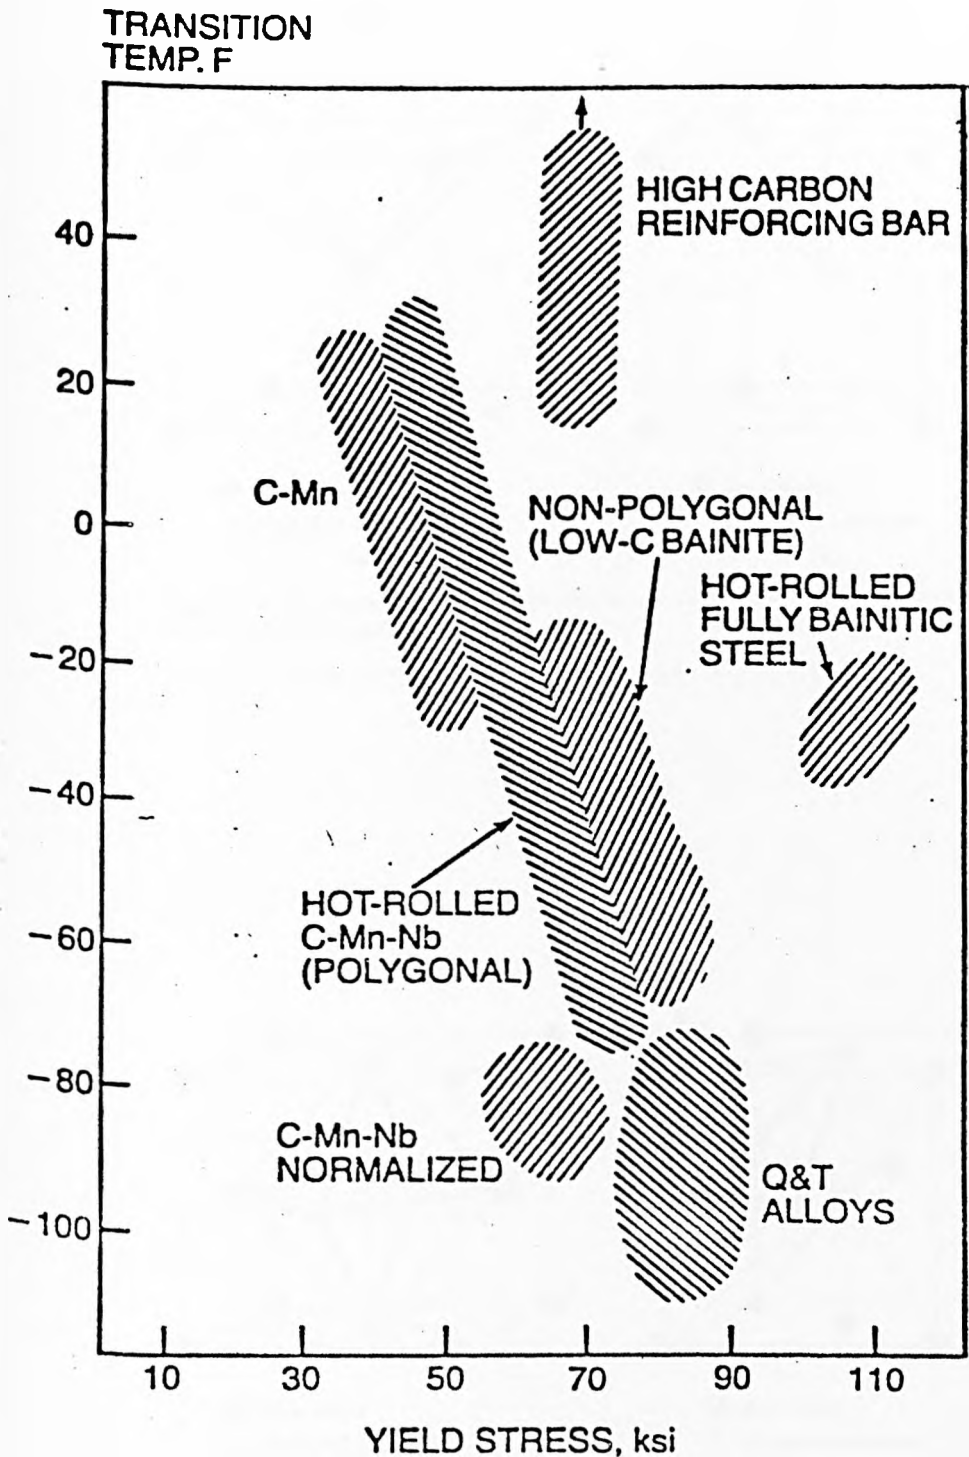 TRANSITION
TEMP. F
HIGH CARBON
REINFORCING BAR
40
20
C-Mn
0
NON-POLYGONAL
(LOW-C BAINITE)
HOT-ROLLED
FULLY BAINITIC
STEEL
-20
-40
HOT-ROLLED
C-Mn-Nb
(POLYGONAL)
-60
-80
C-Mn-Nb
NORMALIZED
Q&T
ALLOYS
-100
10 30 50 70 90 110
YIELD STRESS, ksi